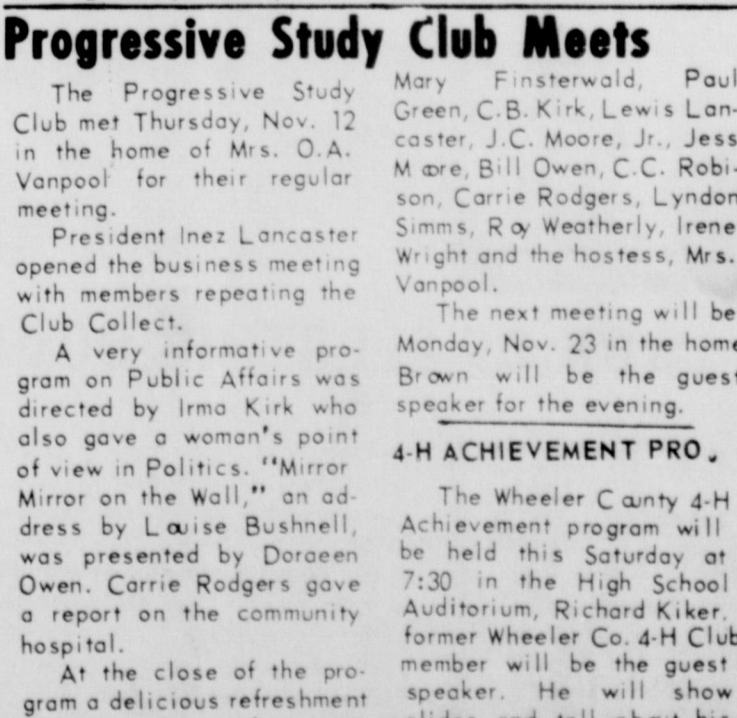 Progressive Study Club Meets
The Progressive Study
Club met Thursday, Nov. 12
in the home of Mrs. O.A.
Vanpool for their regular
meeting.
President Inez Lancaster
opened the business meeting
with members repeating the
Club Collect.
A very informative pro-
gram on Public Affairs was
directed by Irma Kirk who
also gave a woman's point
of view in Politics. "Mirror
Mirror on the Wall," an ad-
dress by Louise Bushnell,
was presented by Doraeen
Owen. Carrie Rodgers gave
a report on the community
hospital.
At the close of the pro-
gram a delicious refreshment
Mary Finsterwald, Paul
Green, C.B. Kirk, Lewis Lan-
caster, J.C. Moore, Jr., Jess
Moore, Bill Owen, C.C. Robi-
son, Carrie Rodgers, Lyndon
Simms, Roy Weatherly, Irene
Wright and the hostess, Mrs.
Vanpool.
The next meeting will be
Monday, Nov. 23 in the home
Brown will be the guest
speaker for the evening.
4-H ACHIEVEMENT PRO.
The Wheeler County 4-H
Achievement program will
be held this Saturday at
7:30 in the High School
Auditorium, Richard Kiker,
former Wheeler Co. 4-H Club
member will be the guest
speaker. He will show